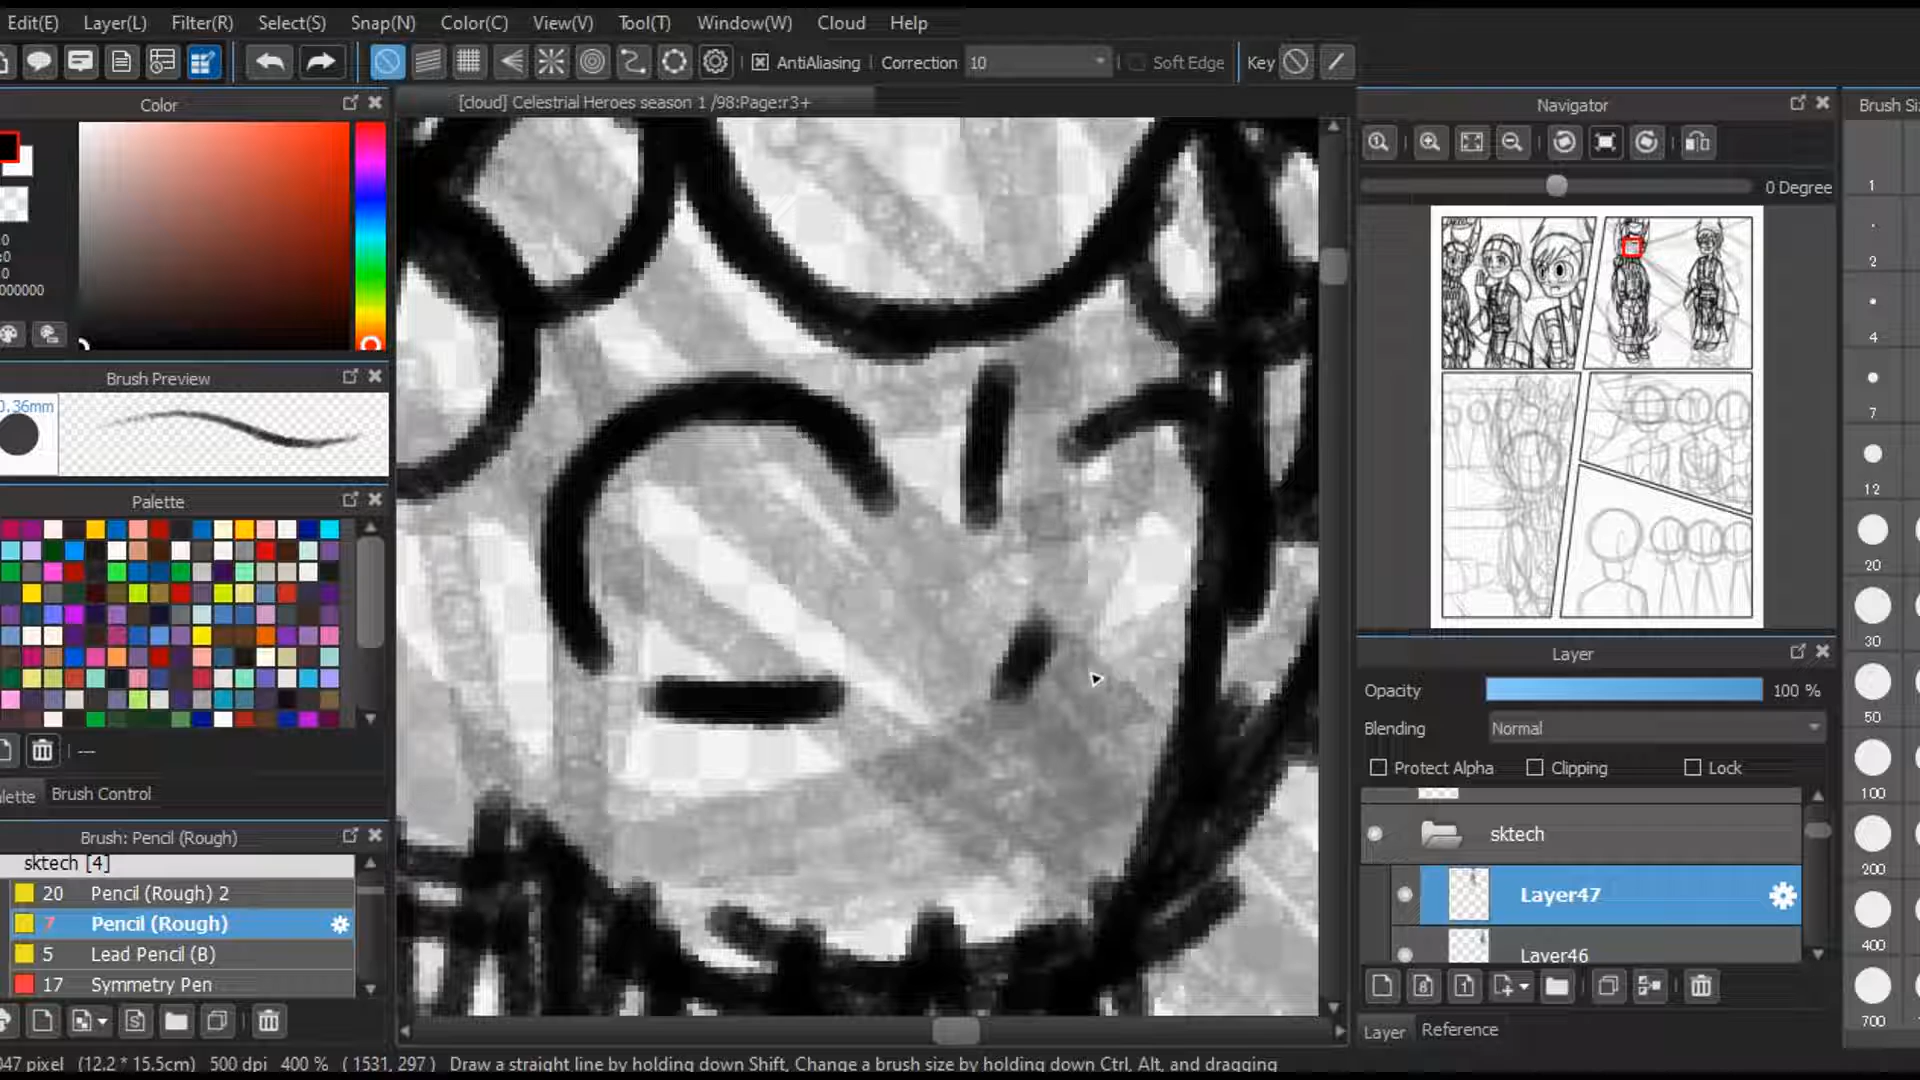 Edit(E) Layer(L) Filter(R) Select(S) Snap(N) Color(C) View(V) Tool(T) Window(W) Cloud Help
AntiAliasing Correction 10 Soft Edge Key
Color
[cloud] Celestrial Heroes season 1 /98:Page:r3+
Navigator
Brush Si
0 Degree
:0
:0
:0
000000
Brush Preview
0.36mm
Palette
---
lette Brush Control
Brush: Pencil (Rough)
sktech [4]
20 Pencil (Rough) 2
7 Pencil (Rough)
5 Lead Pencil (B)
17 Symmetry Pen
Layer
Opacity 100 %
Blending Normal
Protect Alpha Clipping Lock
sktech
Layer47
Layer46
Layer Reference
1
2
4
7
12
20
30
50
100
200
400
700
047 pixel (12.2 * 15.5cm) 500 dpi 400 % ( 1531, 297 ) Draw a straight line by holding down Shift, Change a brush size by holding down Ctrl, Alt, and dragging